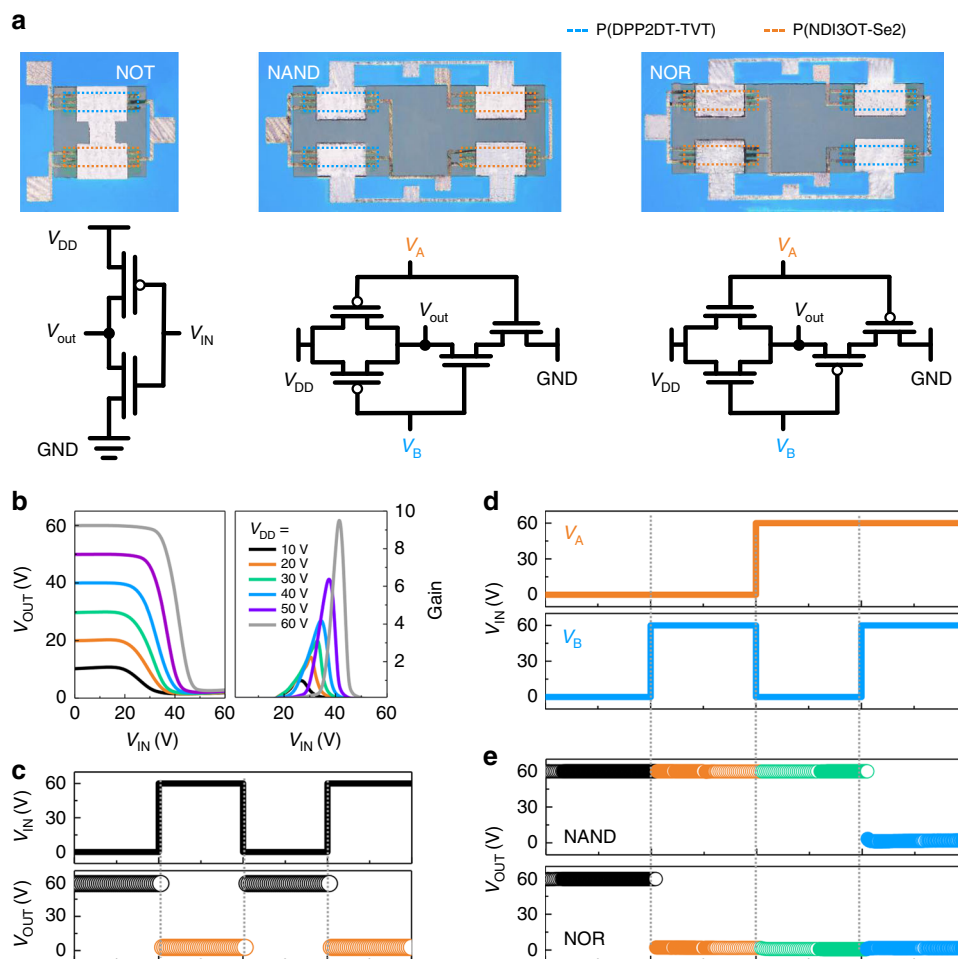 a
P(DPP2DT-TVT) P(NDI3OT-Se2)
NOT NAND NOR
V_DD
V_out V_IN
GND
V_A
V_out
V_DD GND
V_B
V_A
V_out
V_DD GND
V_B
b
60
40
20
0
V_OUT (V)
0 20 40 60
V_IN (V)
V_DD =
10 V
20 V
30 V
40 V
50 V
60 V
10
8
6
4
2
Gain
20 40 60
V_IN (V)
c
60
30
0
V_IN (V)
60
30
0
V_OUT (V)
d
60
30
0
V_A
60
30
0
V_B
V_IN (V)
e
60
30
0
NAND
60
30
0
NOR
V_OUT (V)